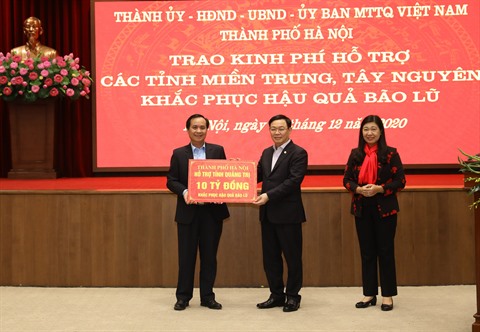 THÀNH ỦY - HĐND - UBND - ỦY BAN MTTQ VIỆT NAM
THÀNH PHỐ HÀ NỘI
TRAO KINH PHÍ HỖ TRỢ
CÁC TỈNH MIỀN TRUNG, TÂY NGUYÊN
KHẮC PHỤC HẬU QUẢ BÃO LŨ
Nội, ngày tháng 12 năm 2020
THÀNH PHỐ HÀ NỘI
HỖ TRỢ TỈNH QUẢNG TRỊ
10 TỶ ĐỒNG
KHẮC PHỤC HẬU QUẢ BÃO LŨ